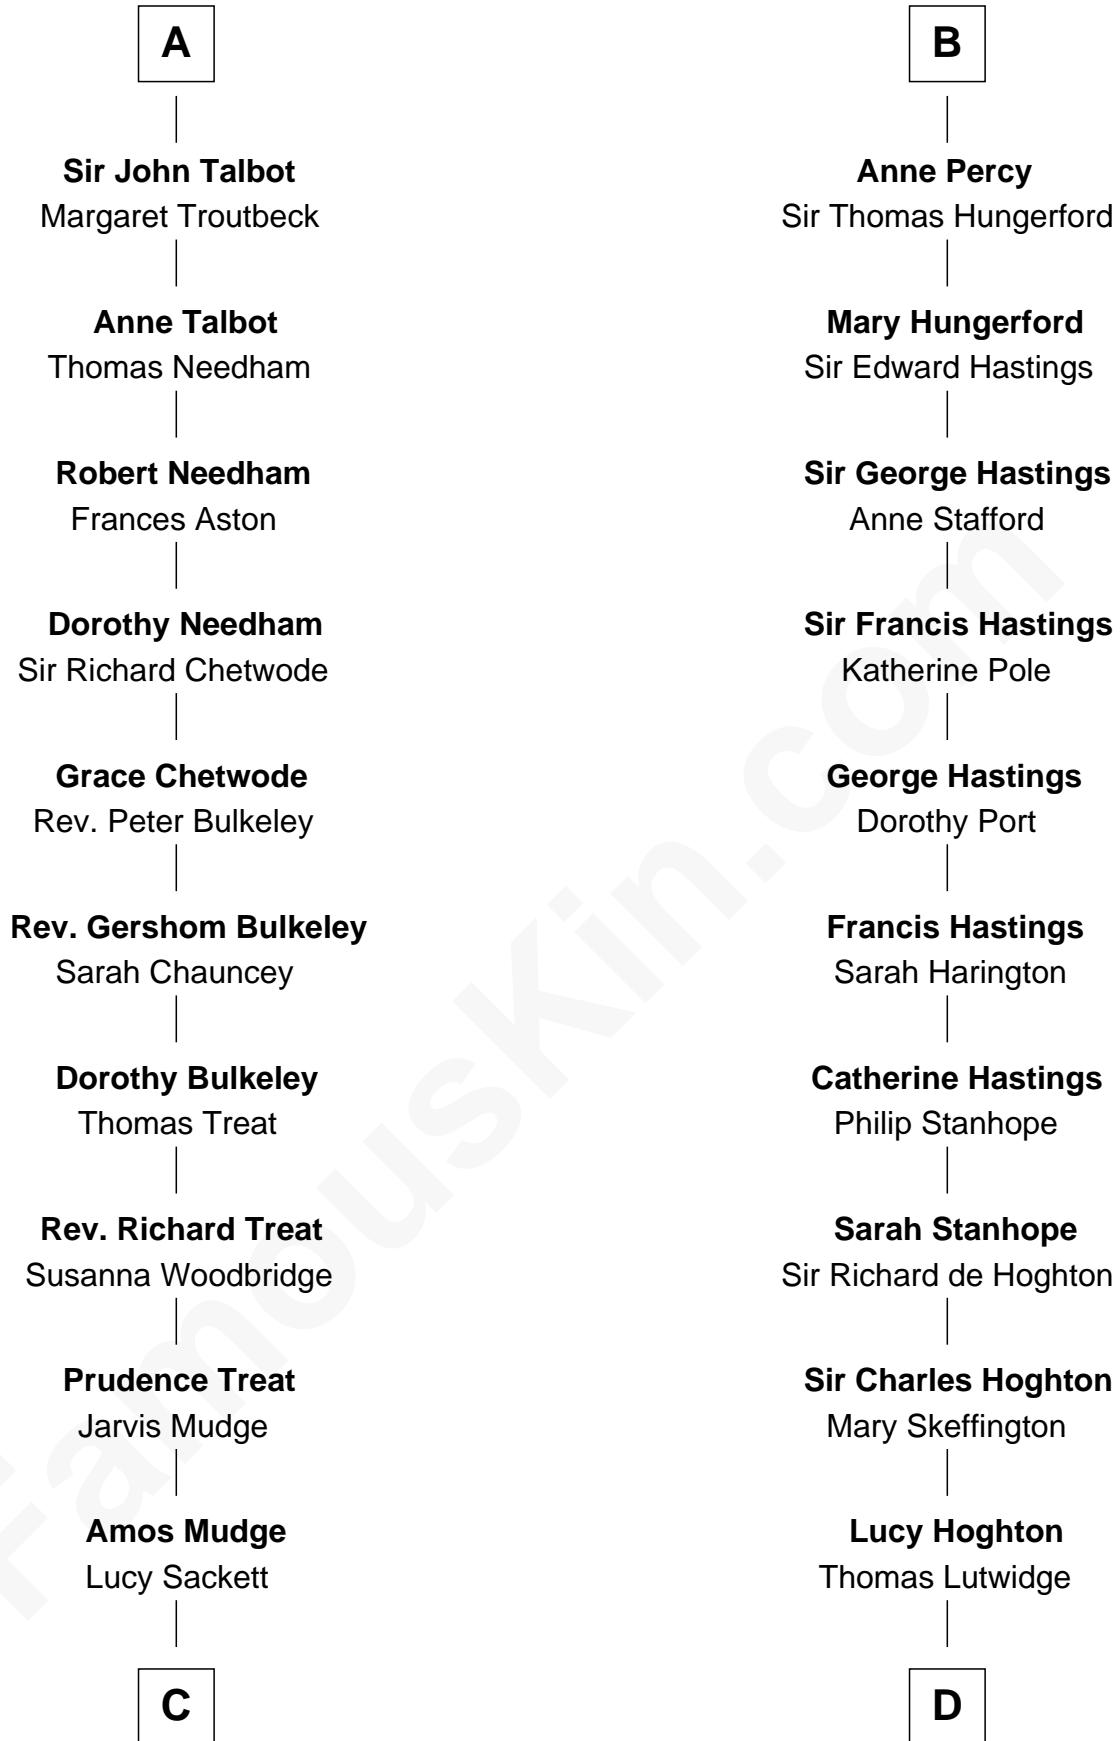 A
Sir John Talbot
Margaret Troutbeck
Anne Talbot
Thomas Needham
Robert Needham
Frances Aston
Dorothy Needham
Sir Richard Chetwode
Grace Chetwode
Rev. Peter Bulkeley
Rev. Gershom Bulkeley
Sarah Chauncey
Dorothy Bulkeley
Thomas Treat
Rev. Richard Treat
Susanna Woodbridge
Prudence Treat
Jarvis Mudge
Amos Mudge
Lucy Sackett
C
B
Anne Percy
Sir Thomas Hungerford
Mary Hungerford
Sir Edward Hastings
Sir George Hastings
Anne Stafford
Sir Francis Hastings
Katherine Pole
George Hastings
Dorothy Port
Francis Hastings
Sarah Harington
Catherine Hastings
Philip Stanhope
Sarah Stanhope
Sir Richard de Hoghton
Sir Charles Hoghton
Mary Skeffington
Lucy Hoghton
Thomas Lutwidge
D
FamousKin.com